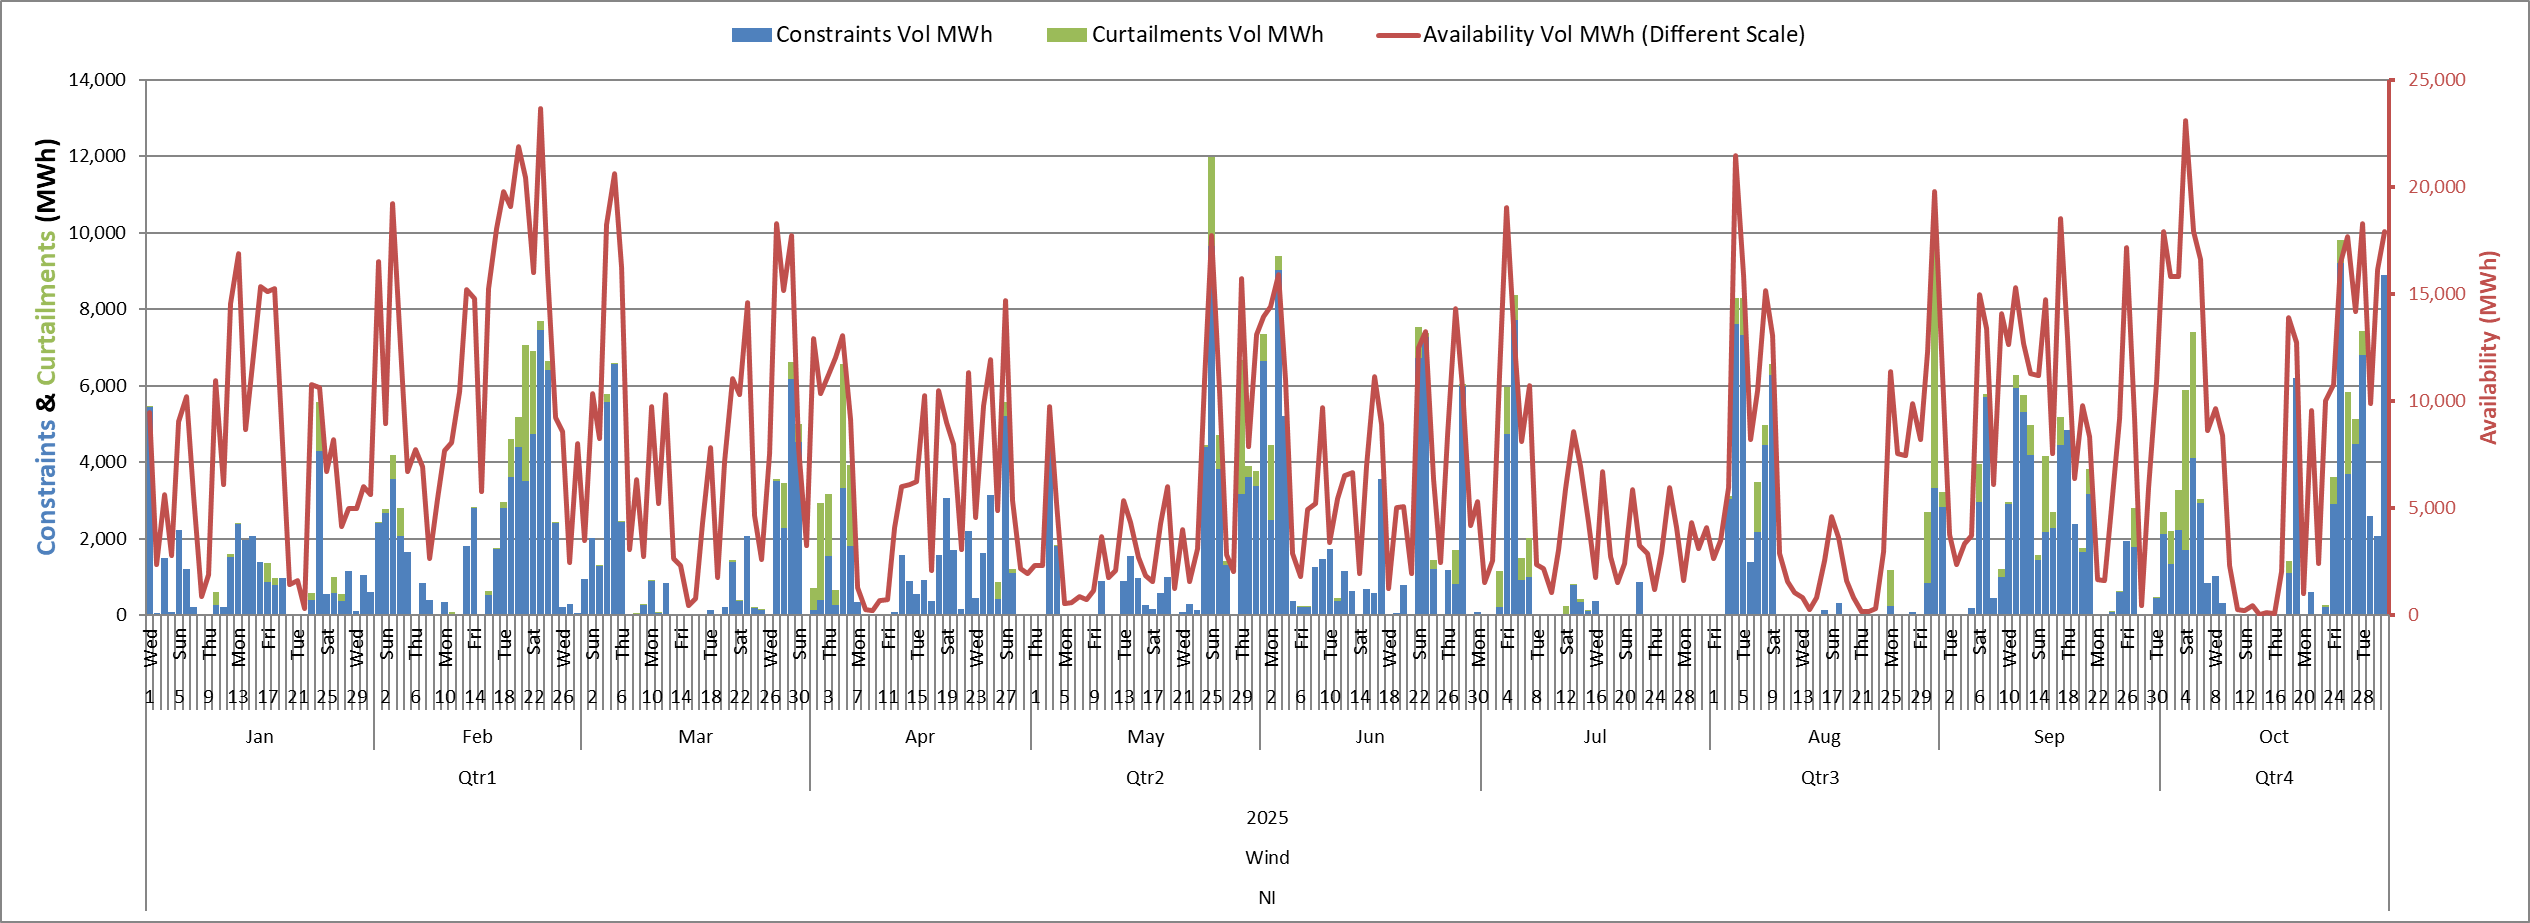 Constraints Vol MWh Curtailments Vol MWh Availability Vol MWh (Different Scale)
Constraints & Curtailments (MWh)
14,000
12,000
10,000
8,000
6,000
4,000
2,000
0
25,000
20,000
15,000
10,000
5,000
0
Availability (MWh)
Wed Sun Thu Mon Fri Tue Sat Wed Sun Thu Mon Fri Tue Sat Wed Sun Thu Mon Fri Tue Sat Wed Sun Thu Mon Fri Tue Sat Wed Sun Thu Mon Fri Tue Sat Wed Sun Thu Mon Fri Tue Sat Wed Sun Thu Mon Fri Tue Sat Wed Sun Thu Mon Fri Tue Sat Wed Sun Thu Mon Fri Tue Sat Wed Sun Thu Mon Fri Tue Sat Wed Sun Thu Mon Fri Tue
1 5 9 13 17 21 25 29 2 6 10 14 18 22 26 2 6 10 14 18 22 26 30 3 7 11 15 19 23 27 1 5 9 13 17 21 25 29 2 6 10 14 18 22 26 30 4 8 12 16 20 24 28 1 5 9 13 17 21 25 29 2 6 10 14 18 22 26 30 4 8 12 16 20 24 28
Jan Feb Mar Apr May Jun Jul Aug Sep Oct
Qtr1 Qtr2 Qtr3 Qtr4
2025
Wind
NI